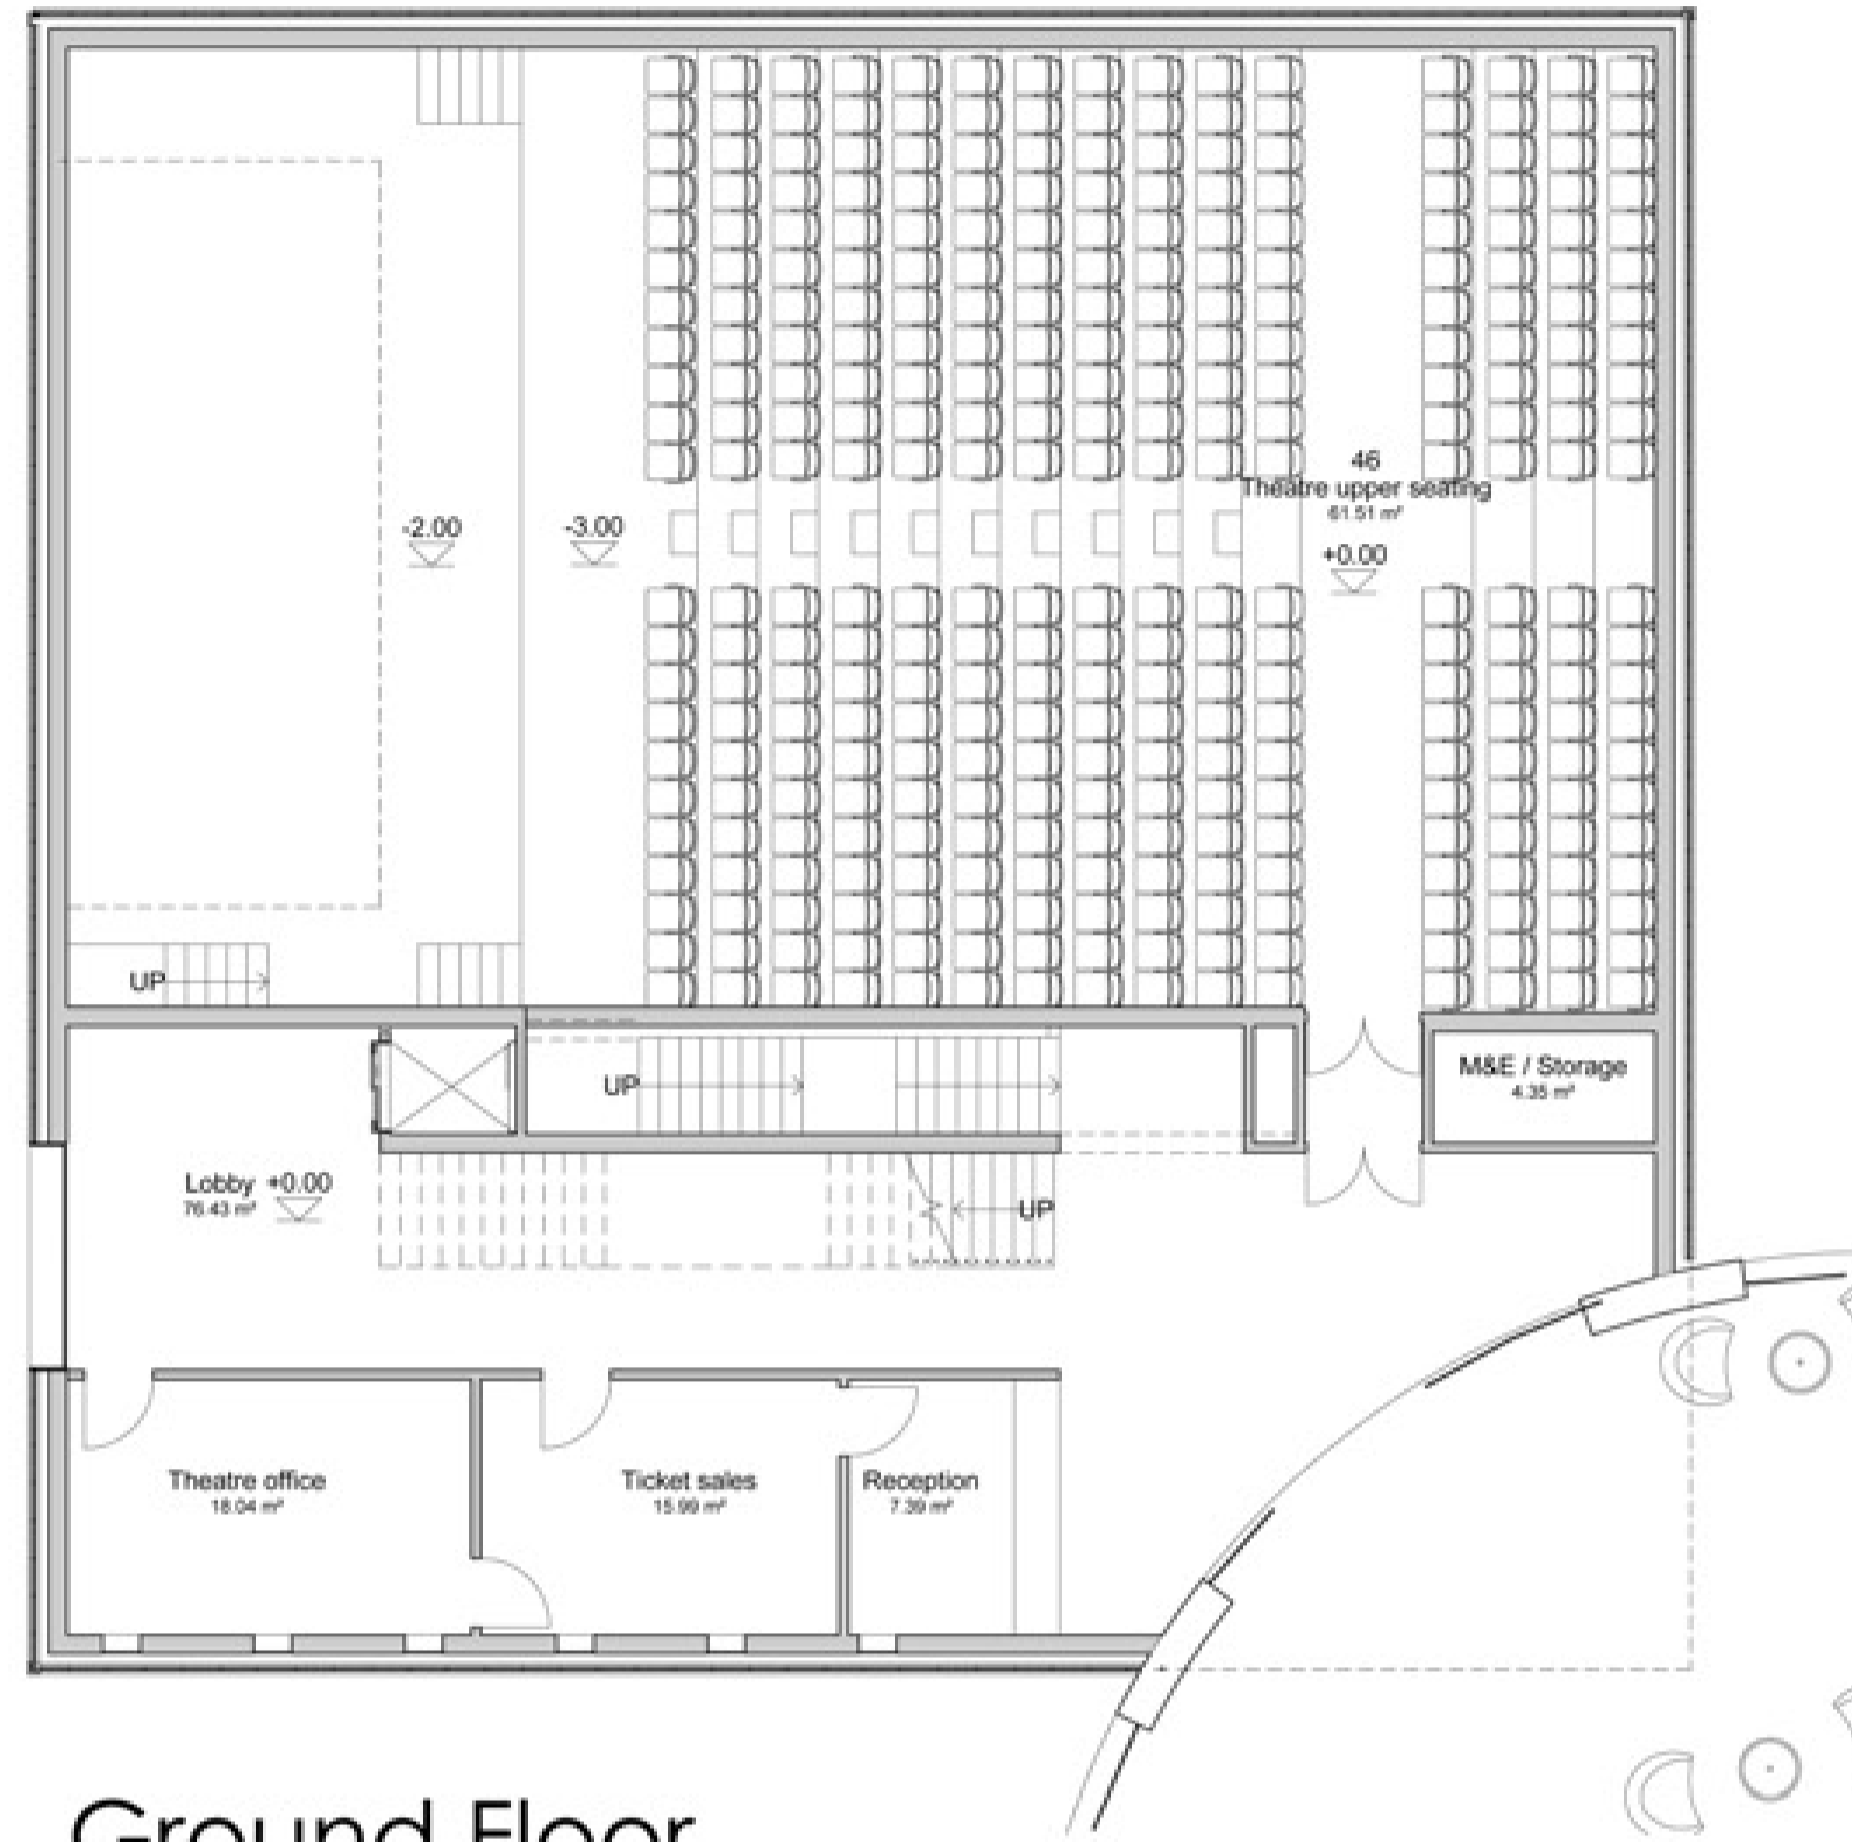 46
Theatre upper seating
61.51 m²
-2.00
-3.00
+0.00
UP
UP
M&E / Storage
4.35 m²
Lobby +0.00
76.43 m²
UP
Theatre office
18.04 m²
Ticket sales
15.99 m²
Reception
7.39 m²
Ground Floor